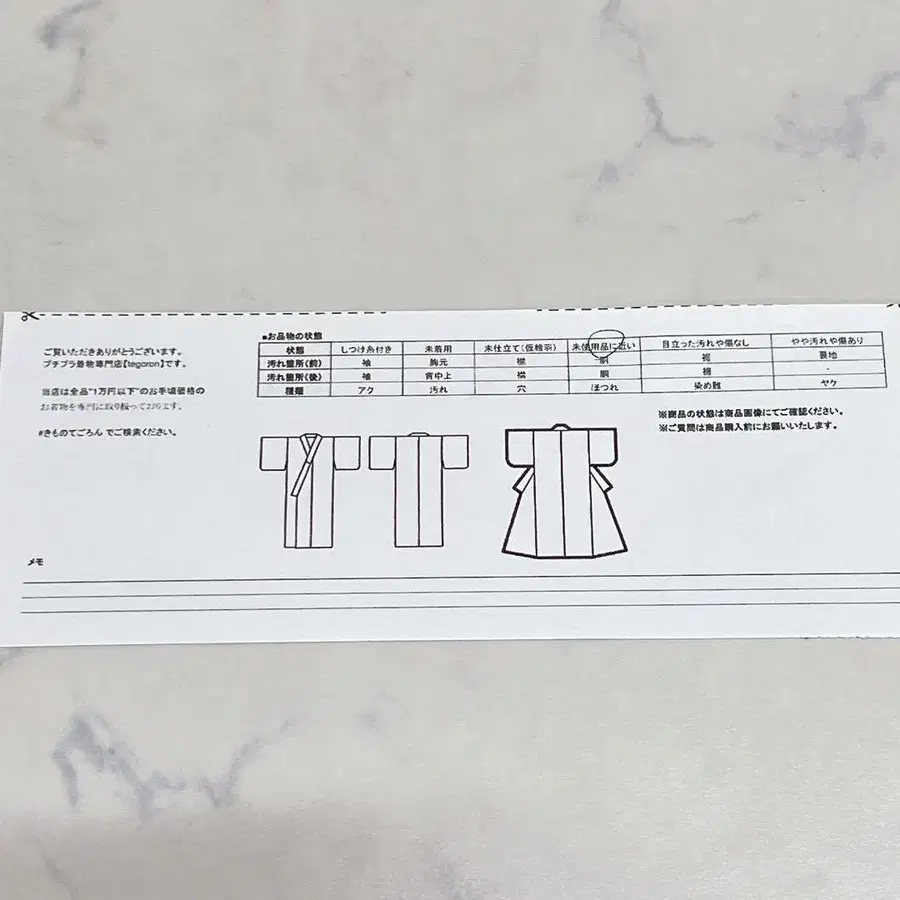 ご覧いただきありがとうございます。
プチプラ着物専門店【tegoron】です。
当店は全品"1万円以下"のお手頃価格の
お着物を専門に取り扱っております。
#きものてごろん でご検索ください。
■お品物の状態
状態 しつけ糸付き 未着用 未仕立て(仮絵羽) 未使用品に近い 目立った汚れや傷なし やや汚れや傷あり
汚れ箇所(前) 袖 胸元 襟 胴 裾 裏地
汚れ箇所(後) 袖 背中上 襟 胴 裾 -
種類 アク 汚れ 穴 ほつれ 染め難 ヤケ
※商品の状態は商品画像にてご確認ください。
※ご質問は商品購入前にお願いいたします。
メモ